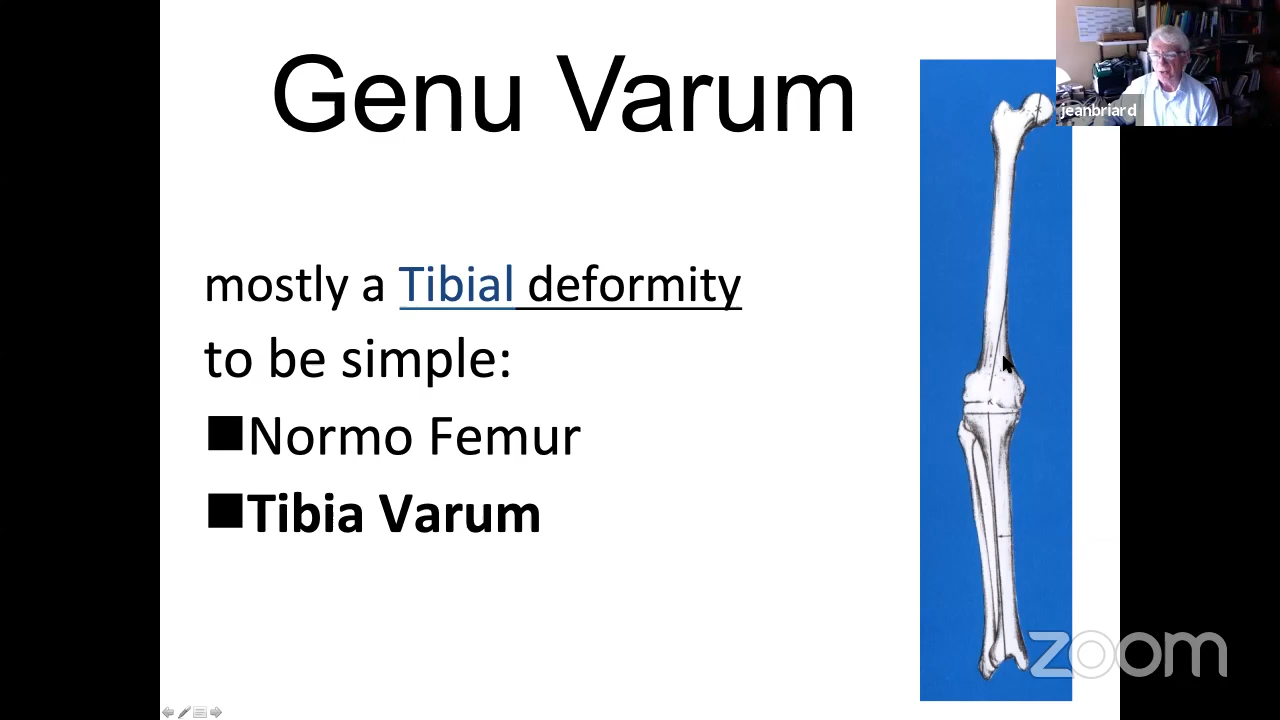 Genu Varum
jeanbriard
mostly a Tibial deformity
to be simple:
■Normo Femur
■Tibia Varum
zoom